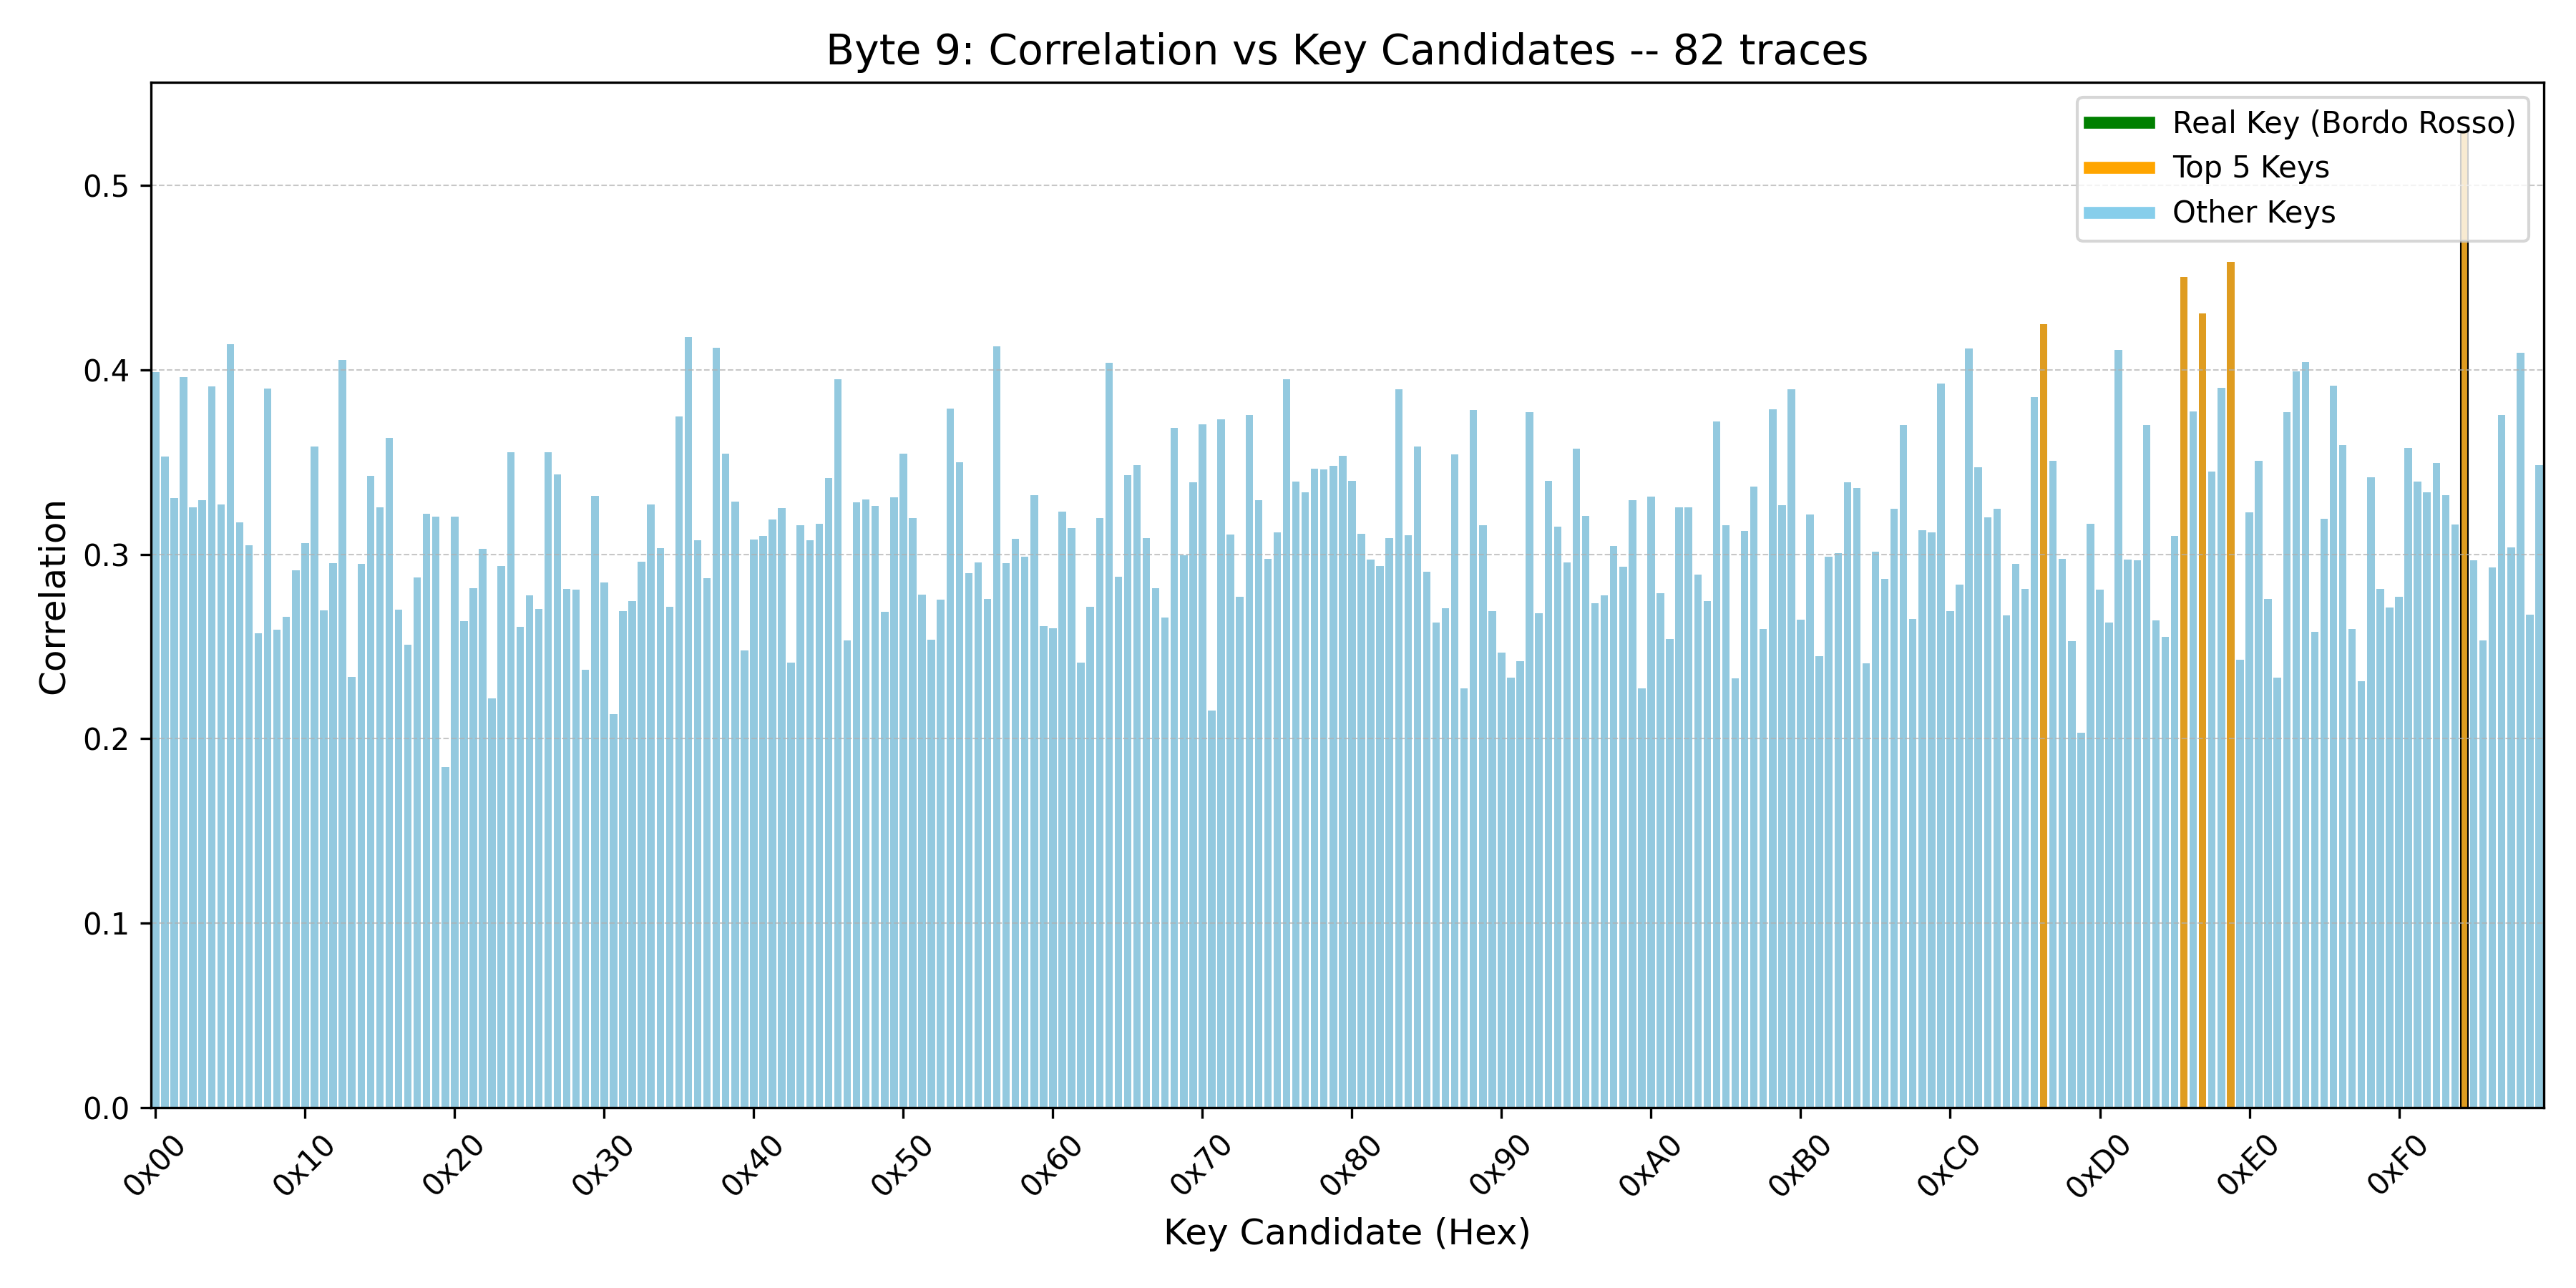 Byte 9: Correlation vs Key Candidates -- 82 traces
Real Key (Bordo Rosso)
Top 5 Keys
Other Keys
Correlation
0.5
0.4
0.3
0.2
0.1
0.0
0x00 0x10 0x20 0x30 0x40 0x50 0x60 0x70 0x80 0x90 0xA0 0xB0 0xC0 0xD0 0xE0 0xF0
Key Candidate (Hex)